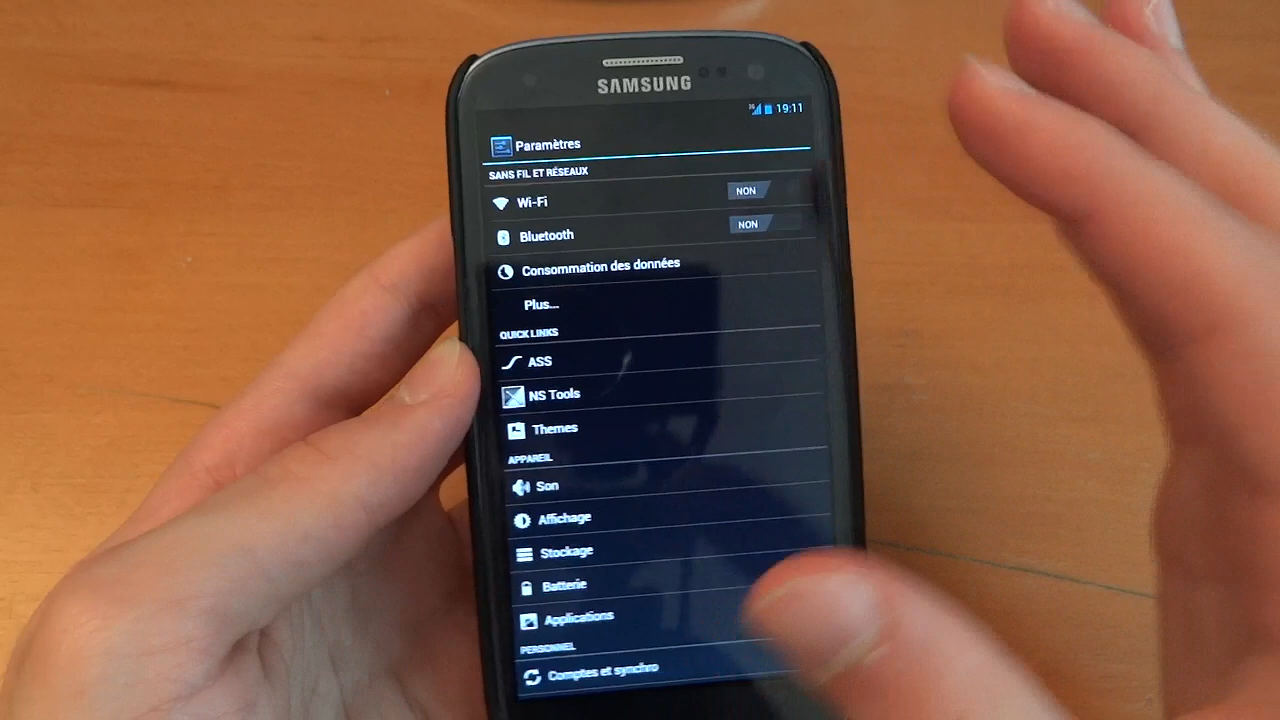 SAMSUNG
3G 19:11
Paramètres
SANS FIL ET RÉSEAUX
Wi-Fi NON
Bluetooth NON
Consommation des données
Plus...
QUICK LINKS
ASS
NS Tools
Themes
APPAREIL
Son
Affichage
Stockage
Batterie
Applications
PERSONNEL
Comptes et synchro